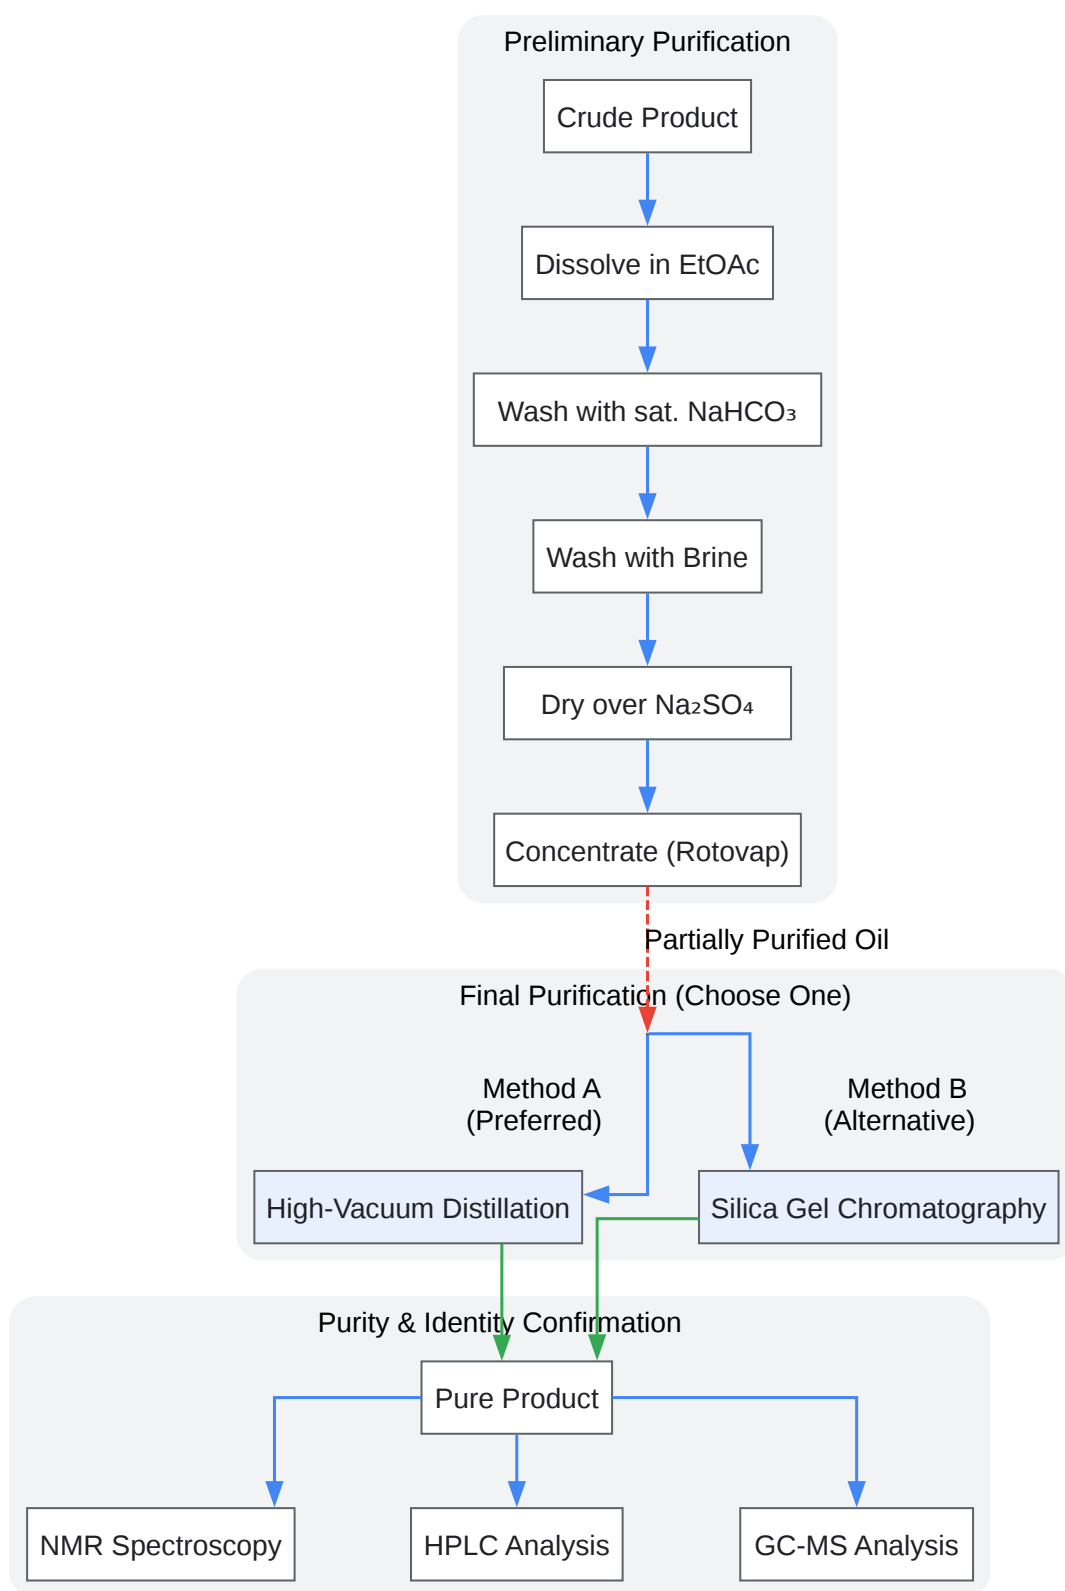 Preliminary Purification
Crude Product
Dissolve in EtOAc
Wash with sat. NaHCO₃
Wash with Brine
Dry over Na₂SO₄
Concentrate (Rotovap)
Partially Purified Oil
Final Purification (Choose One)
Method A
(Preferred)
Method B
(Alternative)
High-Vacuum Distillation
Silica Gel Chromatography
Purity & Identity Confirmation
Pure Product
NMR Spectroscopy
HPLC Analysis
GC-MS Analysis